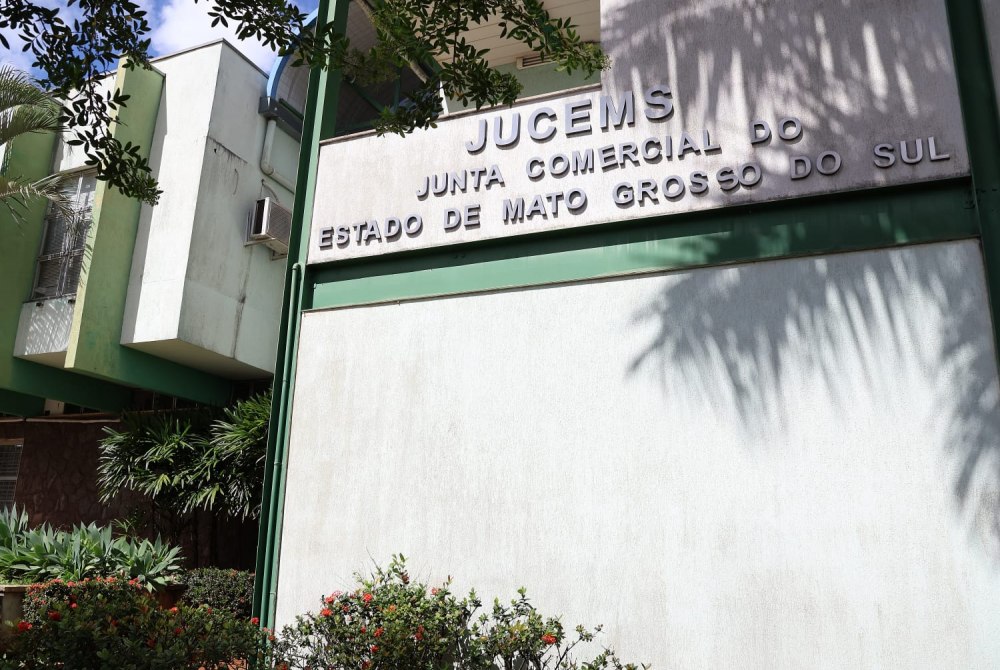 JUCEMS
JUNTA COMERCIAL DO
ESTADO DE MATO GROSSO DO SUL